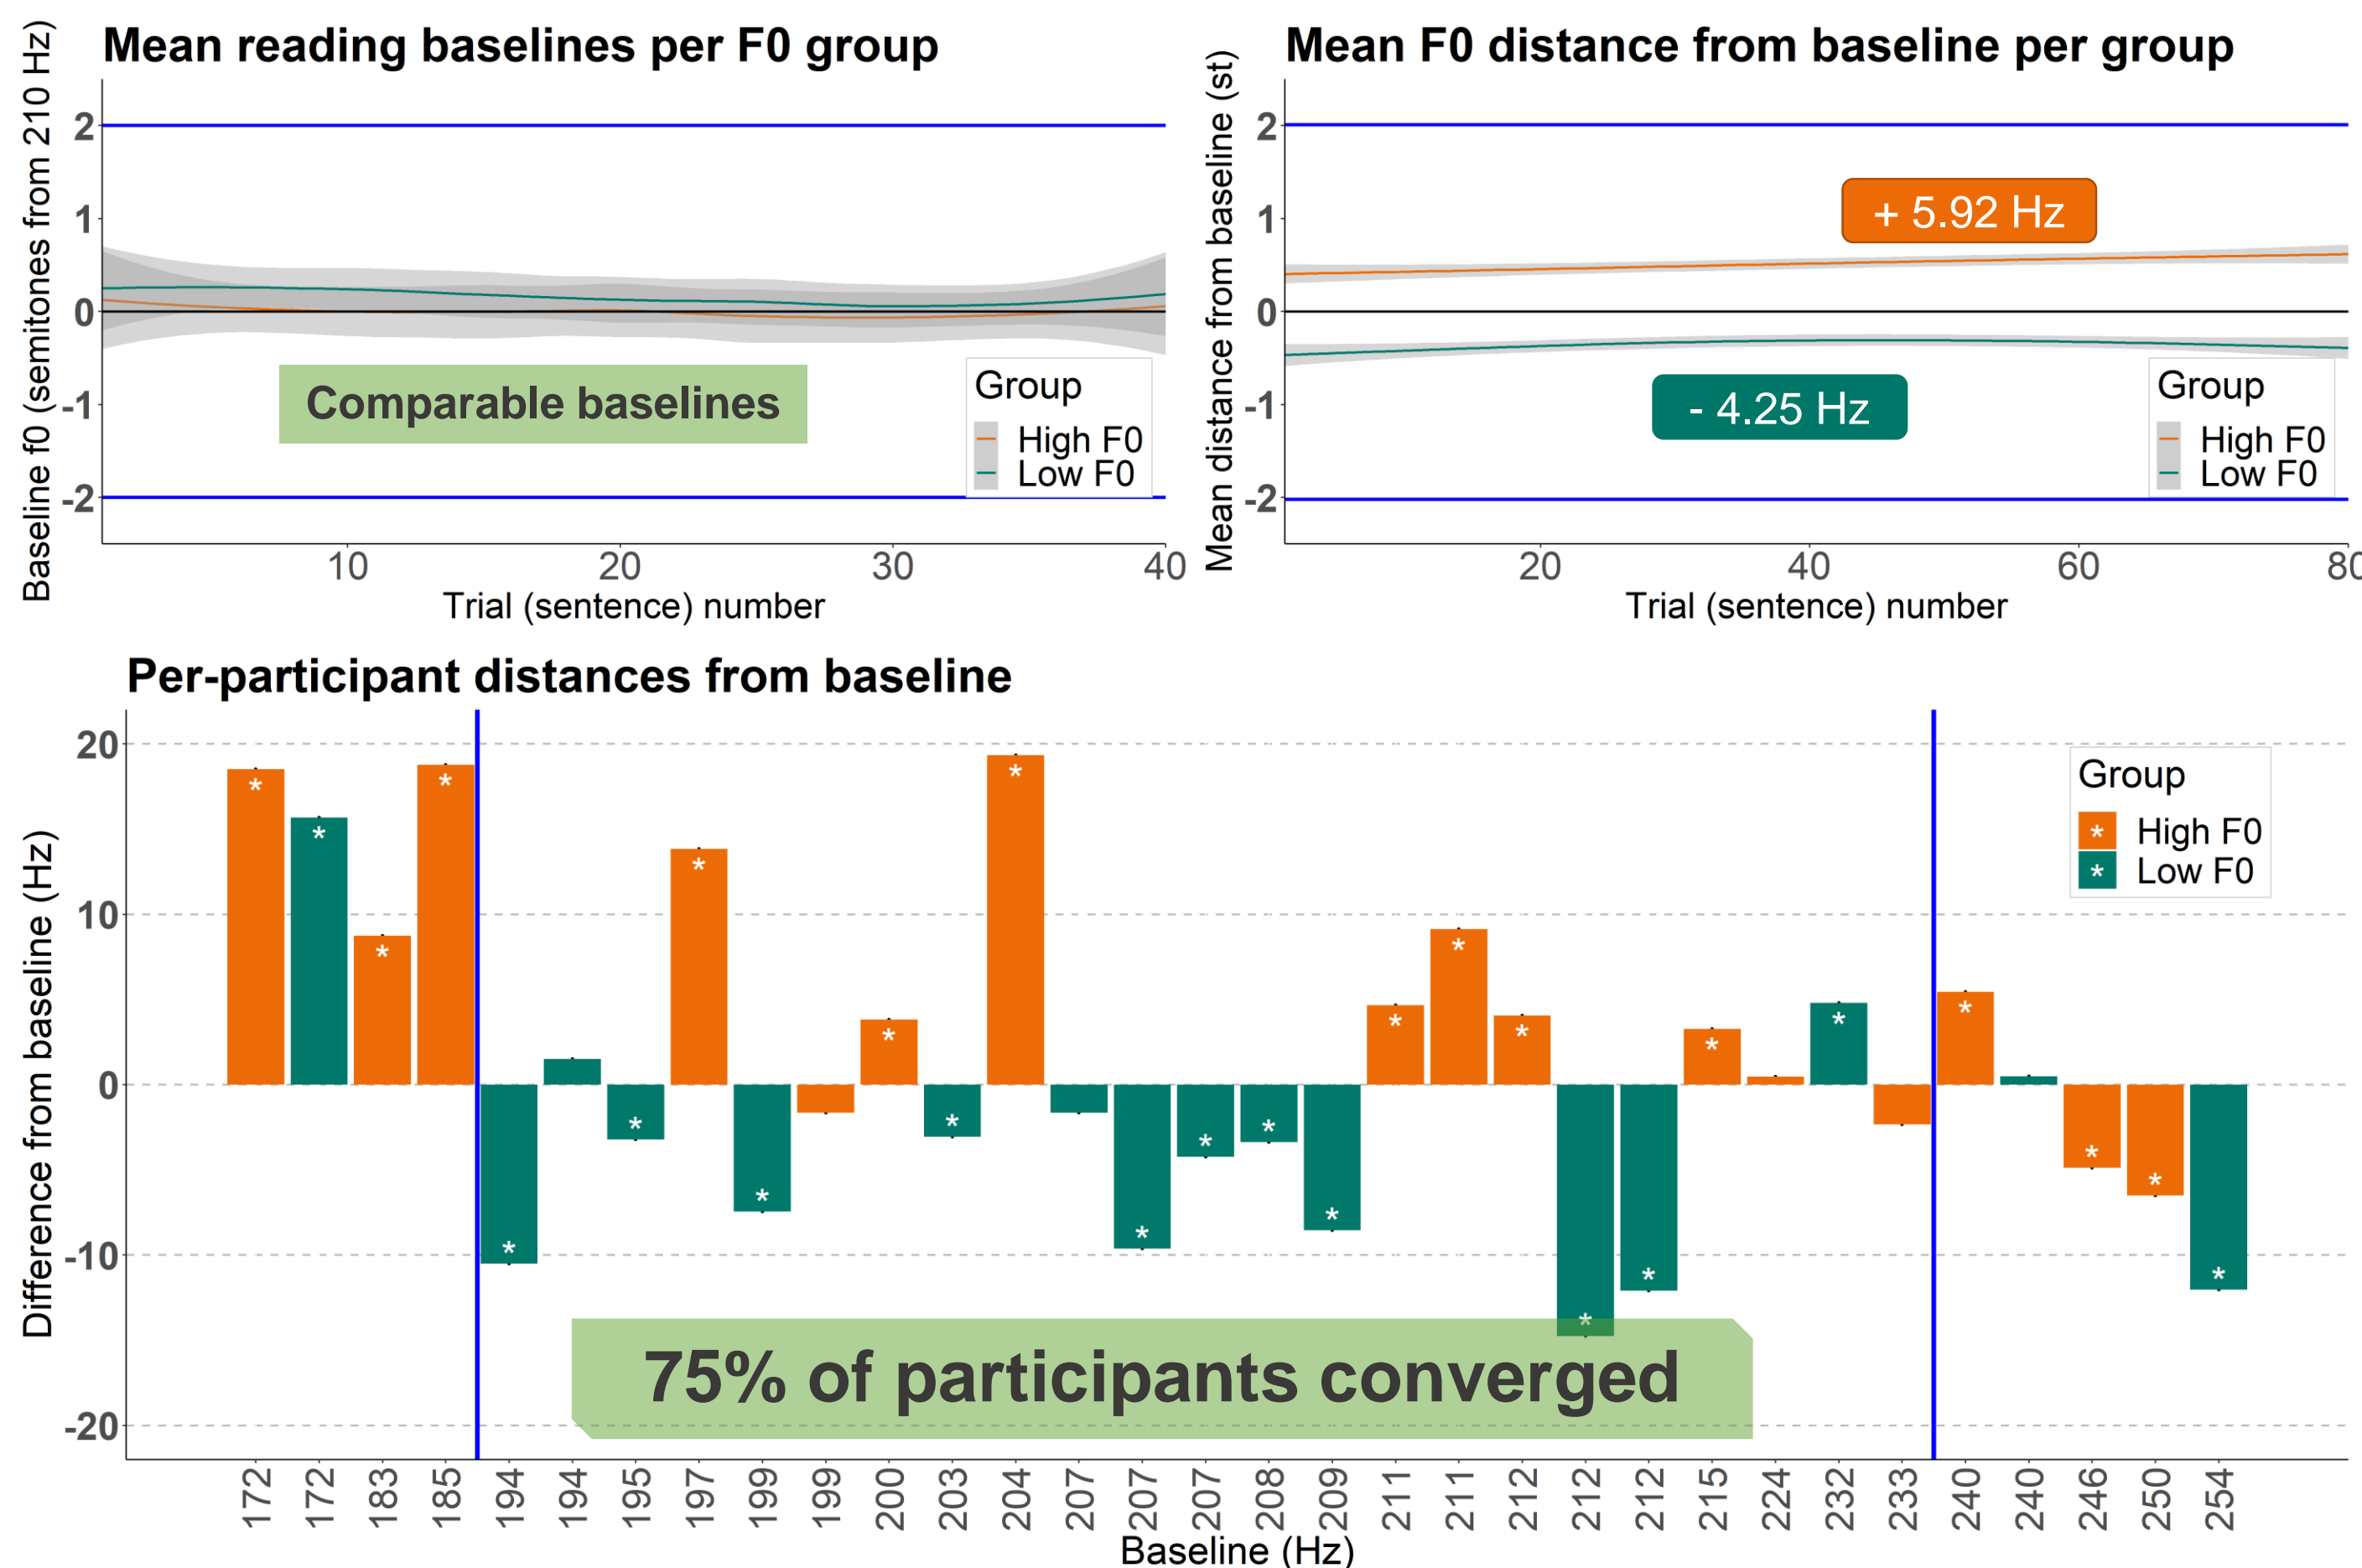 Mean reading baselines per F0 group
Baseline f0 (semitones from 210 Hz)
2
1
0
-1
-2
Comparable baselines
Group
High F0
Low F0
10
20
30
40
Trial (sentence) number
Mean F0 distance from baseline per group
Mean distance from baseline (st)
2
1
0
-1
-2
+ 5.92 Hz
- 4.25 Hz
Group
High F0
Low F0
20
40
60
80
Trial (sentence) number
Per-participant distances from baseline
Difference from baseline (Hz)
20
10
0
-10
-20
Group
* High F0
* Low F0
75% of participants converged
172 172 183 185 194 194 195 197 199 199 200 203 204 207 207 207 208 209 211 211 212 212 212 215 224 232 233 240 240 246 250 254
Baseline (Hz)